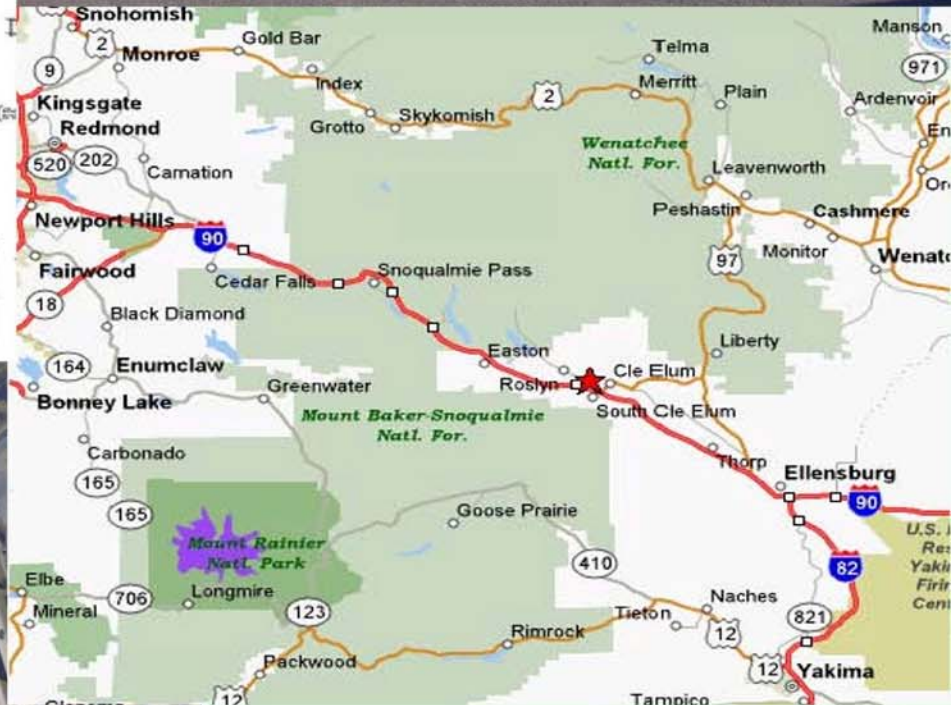 Snohomish
2
Monroe
Gold Bar
Telma
Manson
9
Index
Merritt
Plain
971
Kingsgate
2
Ardenvoir
Redmond
Grotto
Skykomish
520
202
Carnation
Wenatchee
Natl. For.
Leavenworth
Newport Hills
Peshastin
Cashmere
90
Monitor
Fairwood
Cedar Falls
Snoqualmie Pass
97
18
Black Diamond
Liberty
164
Enumclaw
Easton
Cle Elum
Bonney Lake
Greenwater
Roslyn
South Cle Elum
Mount Baker-Snoqualmie
Natl. For.
Carbonado
Thorp
Ellensburg
165
90
165
Goose Prairie
U.S.
Mount Rainier
Natl. Park
410
82
Elbe
706
Longmire
Naches
Mineral
123
Tieton
821
Rimrock
12
Packwood
12
Yakima
12
Tampico